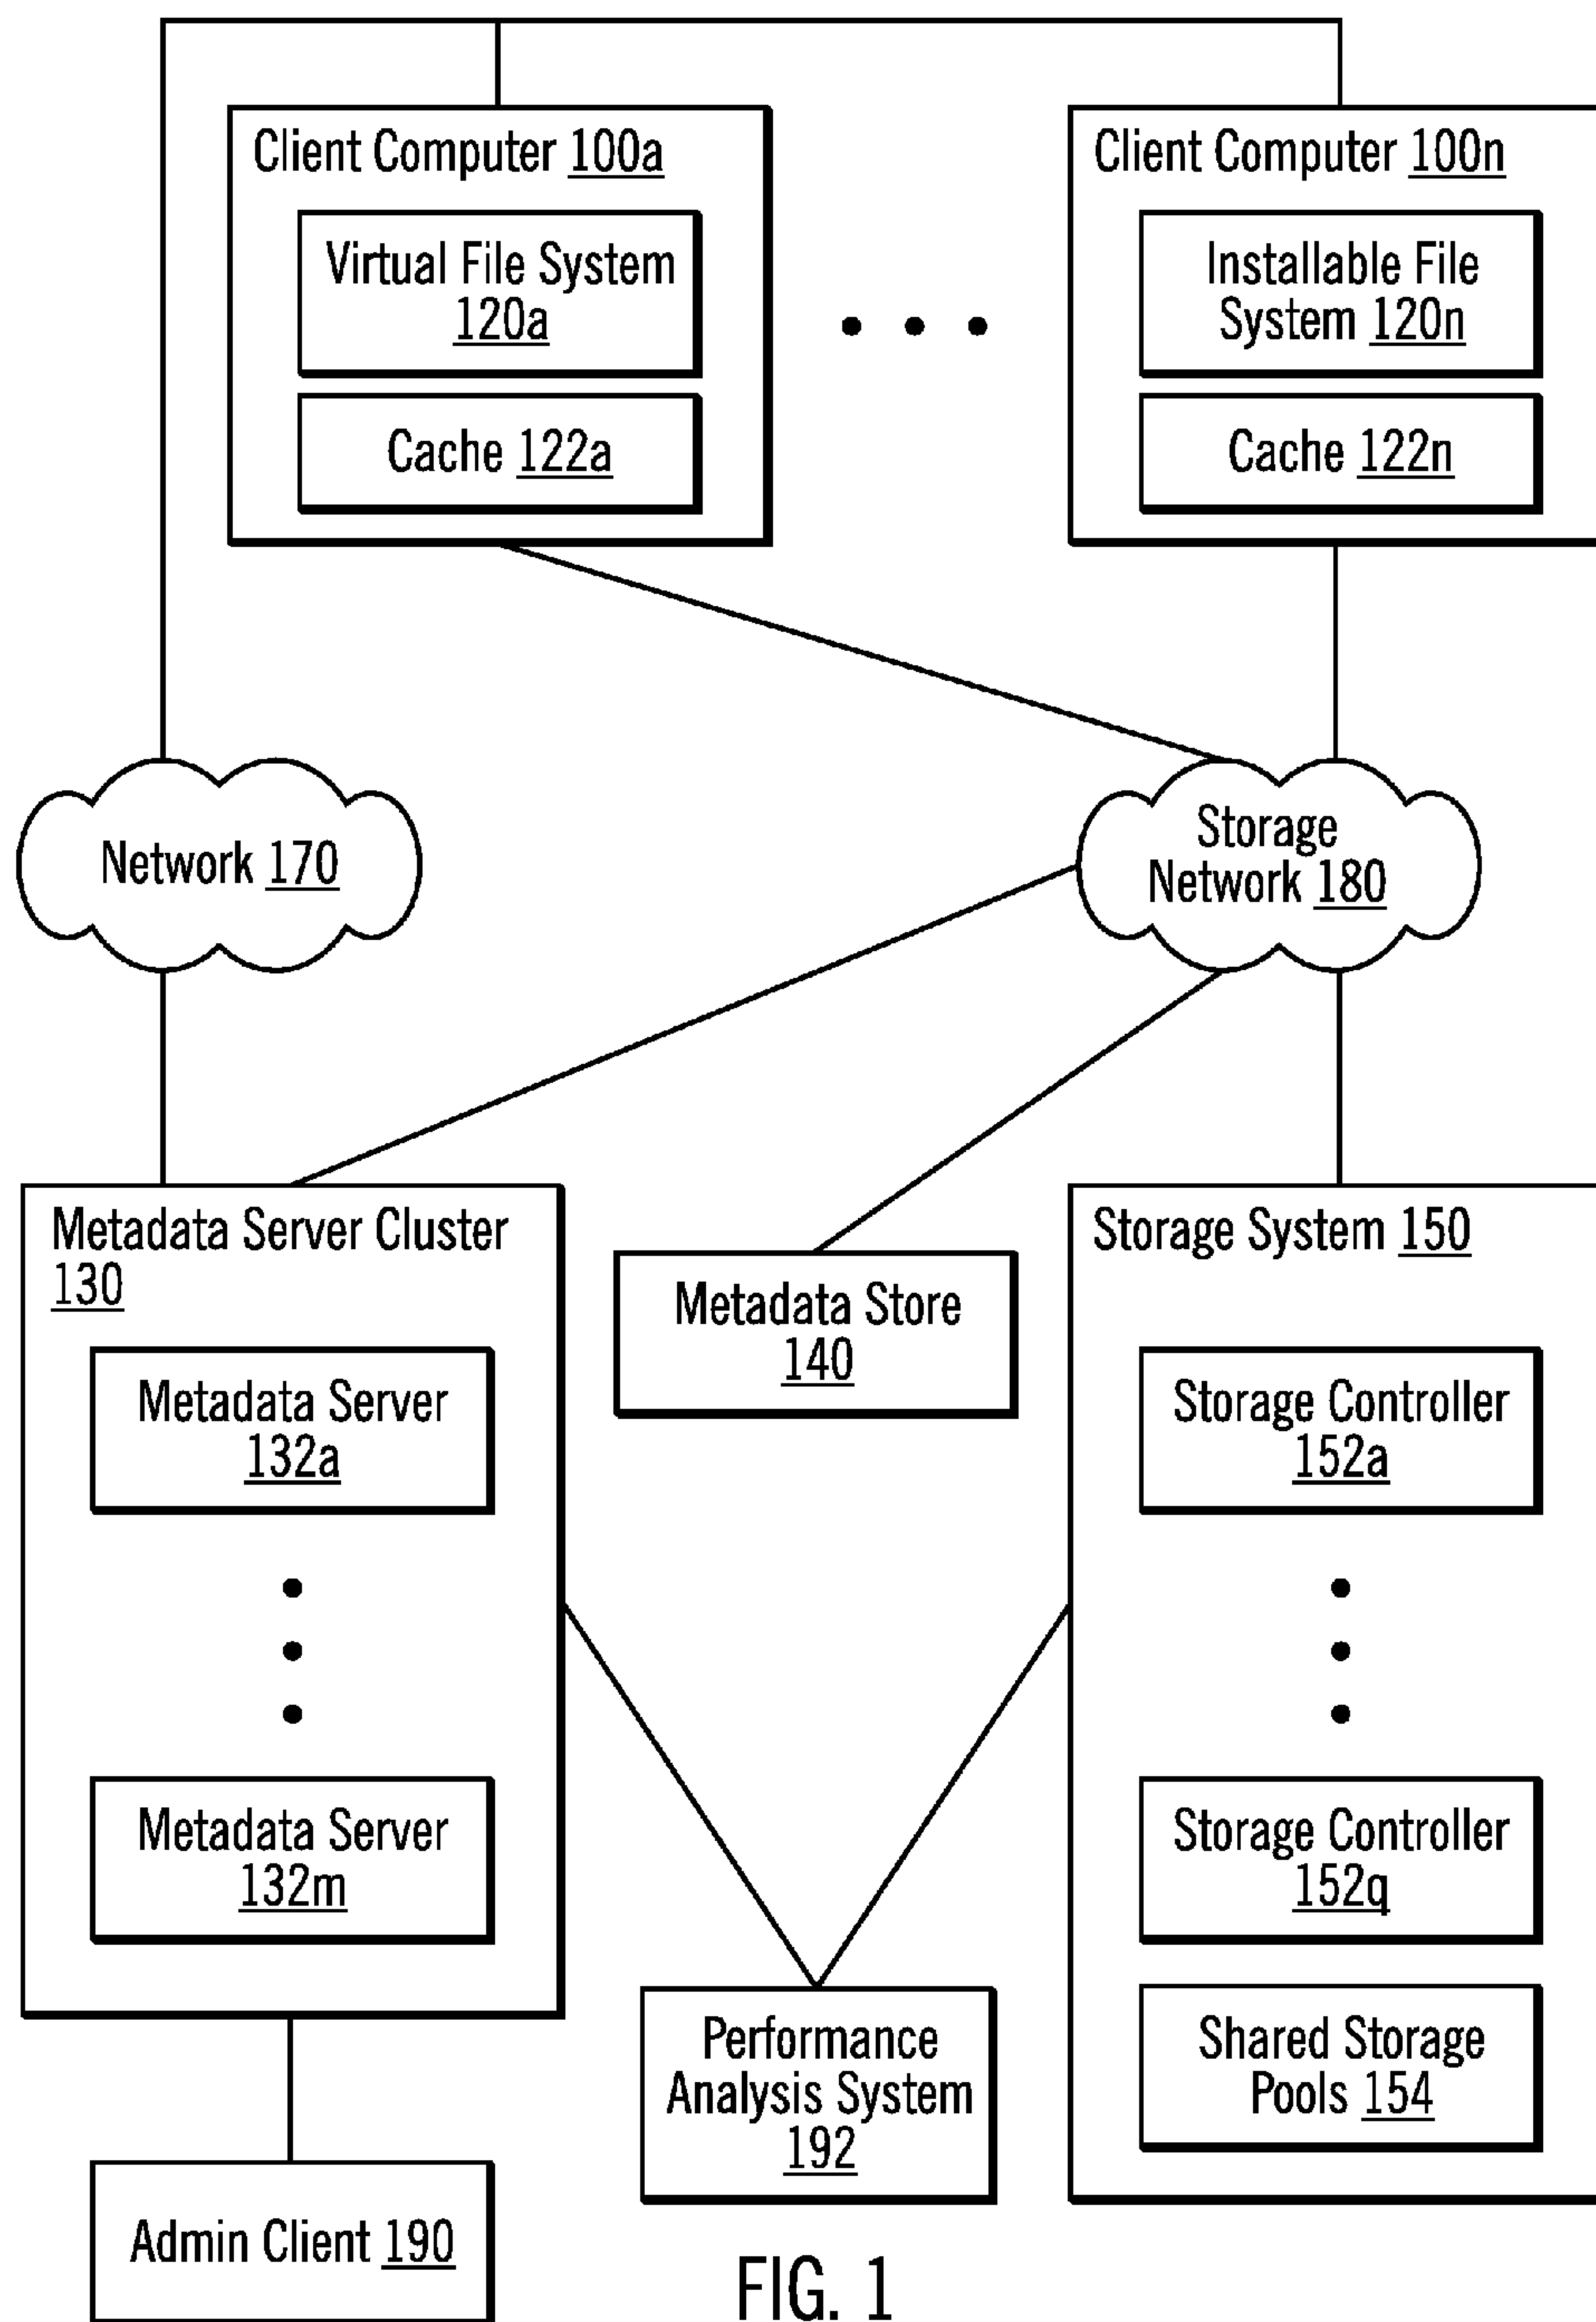 Client Computer 100a
Virtual File System
120a
Cache 122a
Client Computer 100n
Installable File
System 120n
Cache 122n
Network 170
Storage
Network 180
Metadata Server Cluster
130
Metadata Server
132a
Metadata Server
132m
Metadata Store
140
Storage System 150
Storage Controller
152a
Storage Controller
152q
Shared Storage
Pools 154
Performance
Analysis System
192
Admin Client 190
FIG. 1